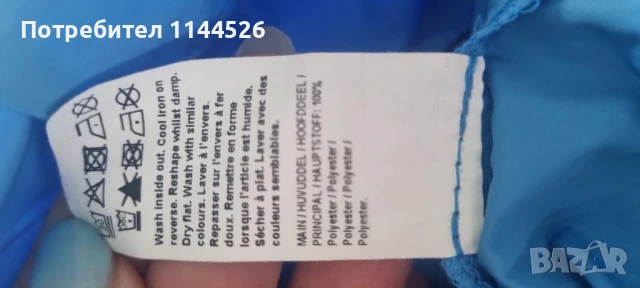 Потребител 1144526
Wash inside out. Cool Iron on
reverse. Reshape whilst damp.
Dry flat. Wash with similar
colours. Laver à l'envers.
Repasser sur l'envers à fer
doux. Remettre en forme
lorsque l'article est humide.
Sécher à plat. Laver avec des
couleurs semblables.
MAIN / HUVUDDEL / HOOFDDEEL /
PRINCIPAL / HAUPTSTOFF: 100%
Polyester / Polyester /
Polyester / Polyester /
Polyester.
BAZAR